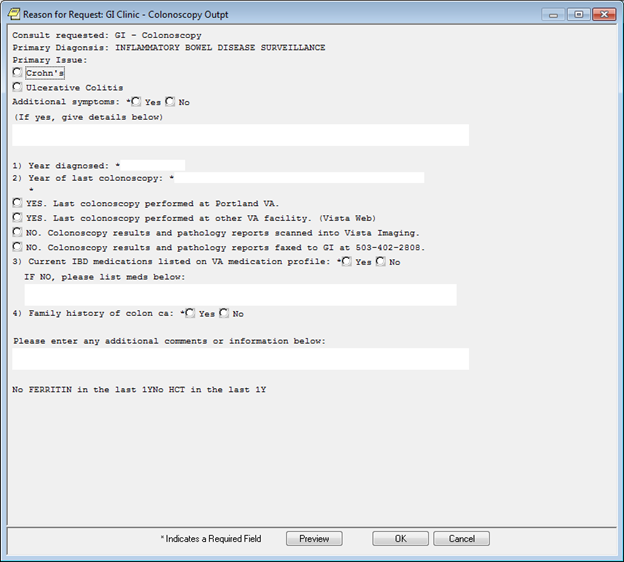 Reason for Request: GI Clinic - Colonoscopy Outpt
Consult requested: GI - Colonoscopy
Primary Diagonsis: INFLAMMATORY BOWEL DISEASE SURVEILLANCE
Primary Issue:
Crohn's
Ulcerative Colitis
Additional symptoms: * Yes No
(If yes, give details below)
1) Year diagnosed: *
2) Year of last colonoscopy: *
*
YES. Last colonoscopy performed at Portland VA.
YES. Last colonoscopy performed at other VA facility. (Vista Web)
NO. Colonoscopy results and pathology reports scanned into Vista Imaging.
NO. Colonoscopy results and pathology reports faxed to GI at 503-402-2808.
3) Current IBD medications listed on VA medication profile: * Yes No
IF NO, please list meds below:
4) Family history of colon ca: * Yes No
Please enter any additional comments or information below:
No FERRITIN in the last 1YNo HCT in the last 1Y
* Indicates a Required Field Preview OK Cancel